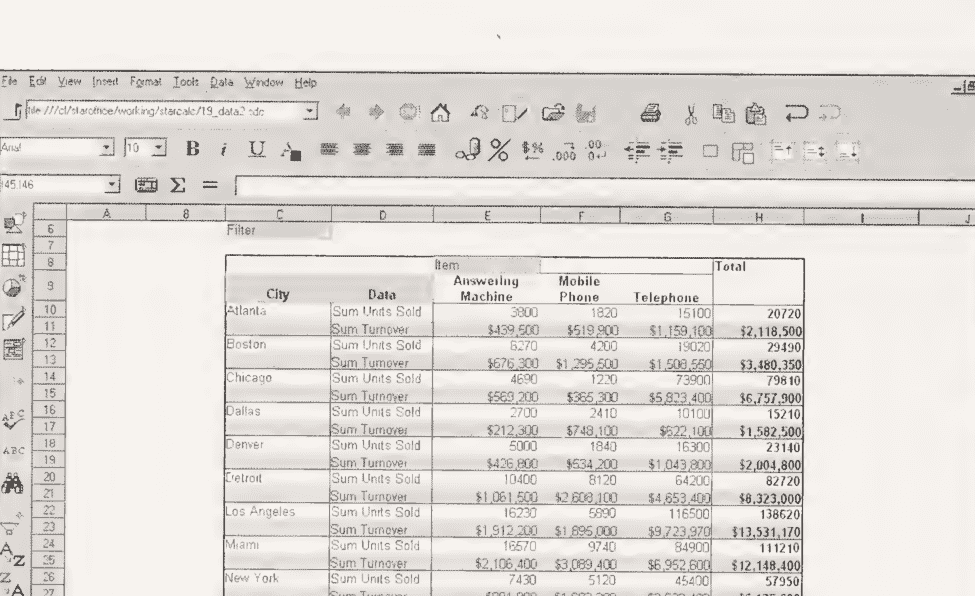 File Edit View Insert Format Tools Data Window Help
file:///c|/staroffice/working/starcalc/19_data2.sdc
Arial 10 B i U A
% $% .000 .00
Σ =
A B C D E F G H I J
6 Filter
7
8 Item Total
9 City Data Answering Machine Mobile Phone Telephone
10 Atlanta Sum Units Sold 3800 1820 15100 20720
11 Sum Turnover $439,500 $519,900 $1,159,100 $2,118,500
12 Boston Sum Units Sold 6270 4200 19020 29490
13 Sum Turnover $676,300 $1,295,500 $1,508,550 $3,480,350
14 Chicago Sum Units Sold 4690 1220 73900 79810
15 Sum Turnover $569,200 $365,300 $5,823,400 $6,757,900
16 Dallas Sum Units Sold 2700 2410 10100 15210
17 Sum Turnover $212,300 $748,100 $622,100 $1,582,500
18 Denver Sum Units Sold 5000 1840 16300 23140
19 Sum Turnover $426,800 $534,200 $1,043,800 $2,004,800
20 Detroit Sum Units Sold 10400 8120 64200 82720
21 Sum Turnover $1,061,500 $2,608,100 $4,653,400 $8,323,000
22 Los Angeles Sum Units Sold 16230 5890 116500 138620
23 Sum Turnover $1,912,200 $1,895,000 $9,723,970 $13,531,170
24 Miami Sum Units Sold 16570 9740 84900 111210
25 Sum Turnover $2,106,400 $3,089,400 $6,952,600 $12,148,400
26 New York Sum Units Sold 7430 5120 45400 57950
27 Sum Turnover
ABC
ABC
A
Z
Z
A